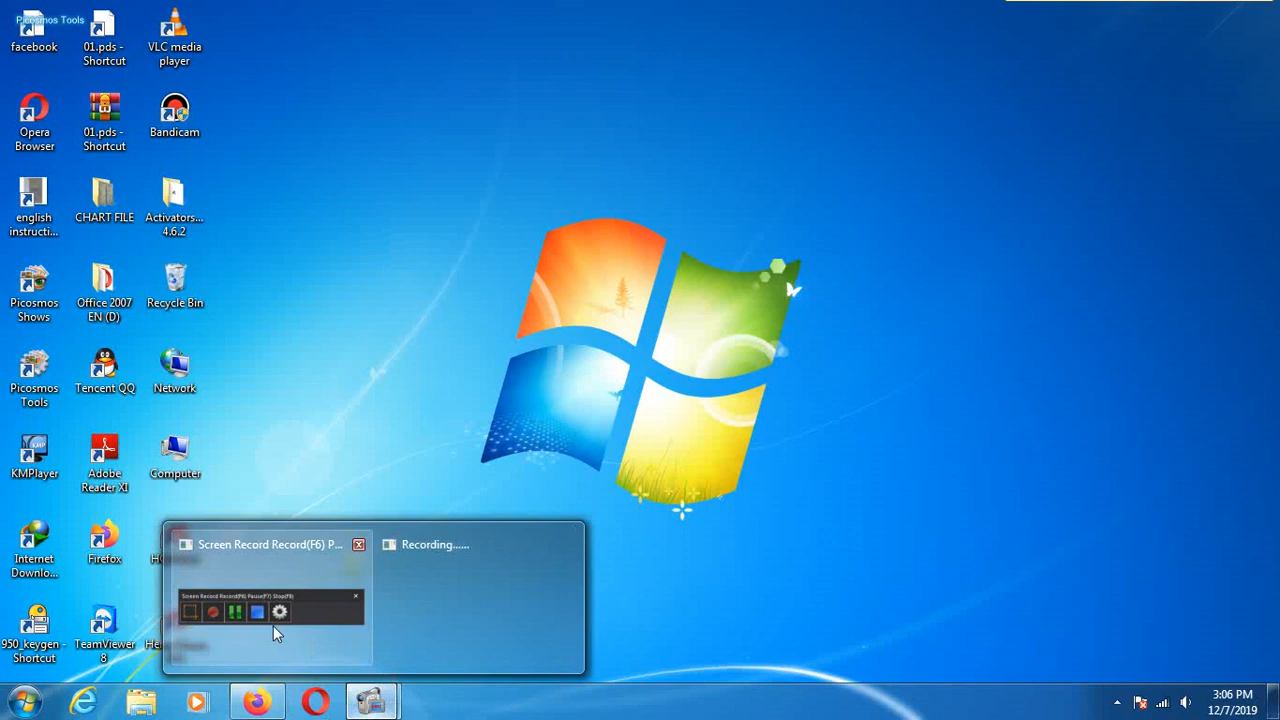 Picosmos Tools
facebook
01.pds -
Shortcut
VLC media
player
Opera
Browser
01.pds -
Shortcut
Bandicam
english
instructi...
CHART FILE
Activators...
4.6.2
Picosmos
Shows
Office 2007
EN (D)
Recycle Bin
Picosmos
Tools
Tencent QQ
Network
KMPlayer
Adobe
Reader XI
Computer
Internet
Downlo...
Firefox
950_keygen -
Shortcut
TeamViewer
8
Screen Record Record(F6) P...
Recording......
Screen Record Record(F6) Pause(F7) Stop(F8)
3:06 PM
12/7/2019